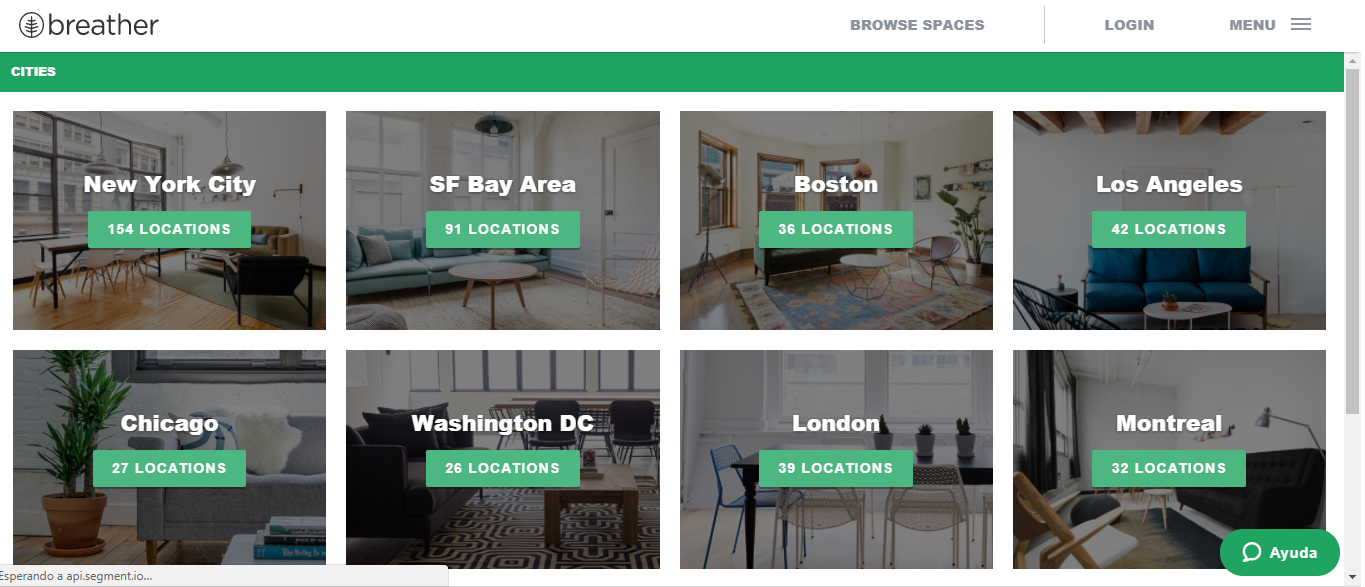 breather
BROWSE SPACES
LOGIN
MENU
CITIES
New York City
154 LOCATIONS
SF Bay Area
91 LOCATIONS
Boston
36 LOCATIONS
Los Angeles
42 LOCATIONS
Chicago
27 LOCATIONS
Washington DC
26 LOCATIONS
London
39 LOCATIONS
Montreal
32 LOCATIONS
Ayuda
Esperando a api.segment.io...